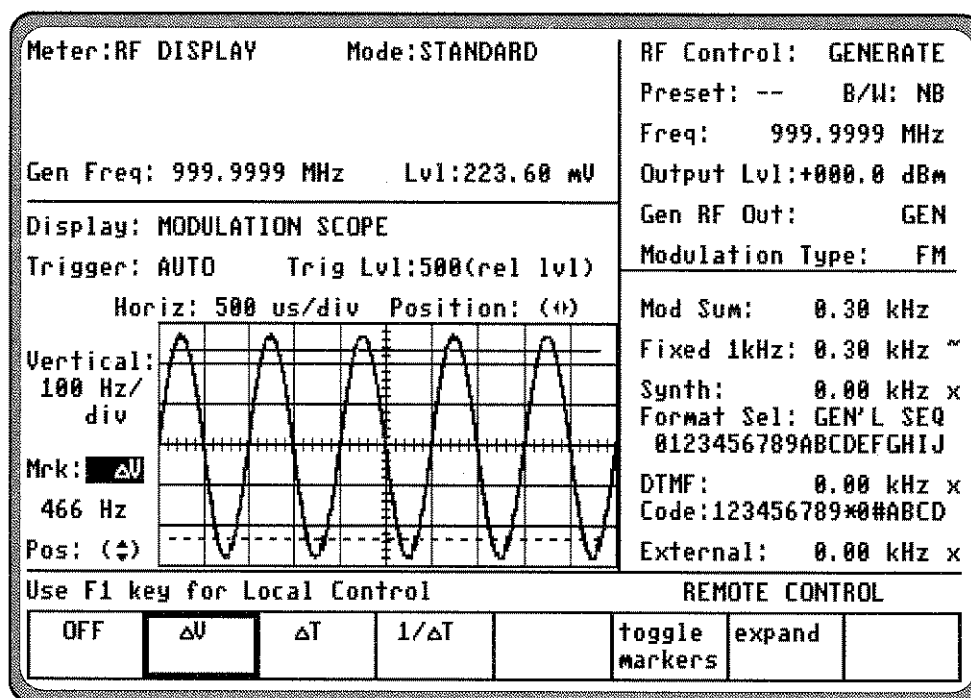 Meter:RF DISPLAY Mode:STANDARD
Gen Freq: 999.9999 MHz Lvl:223.60 mV
Display: MODULATION SCOPE
Trigger: AUTO Trig Lvl:500(rel lvl)
Horiz: 500 us/div Position: (↔)
Vertical:
100 Hz/
div
Mrk: △V
466 Hz
Pos: (↕)
RF Control: GENERATE
Preset: -- B/W: NB
Freq: 999.9999 MHz
Output Lvl:+000.0 dBm
Gen RF Out: GEN
Modulation Type: FM
Mod Sum: 0.30 kHz
Fixed 1kHz: 0.30 kHz ~
Synth: 0.00 kHz x
Format Sel: GEN'L SEQ
0123456789ABCDEFGHIJ
DTMF: 0.00 kHz x
Code:123456789*0#ABCD
External: 0.00 kHz x
Use F1 key for Local Control REMOTE CONTROL
OFF △V △T 1/△T toggle markers expand